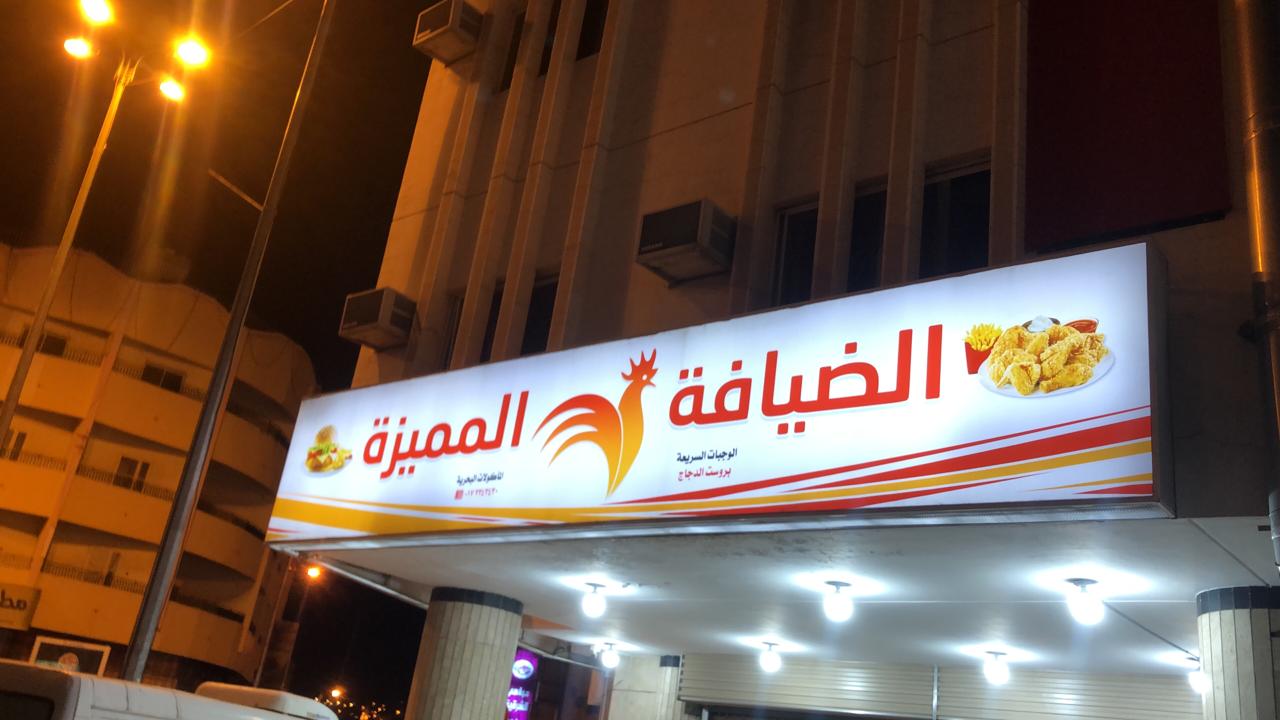 الضيافة المميزة
الوجبات السريعة
بروست الدجاج
المأكولات البحرية